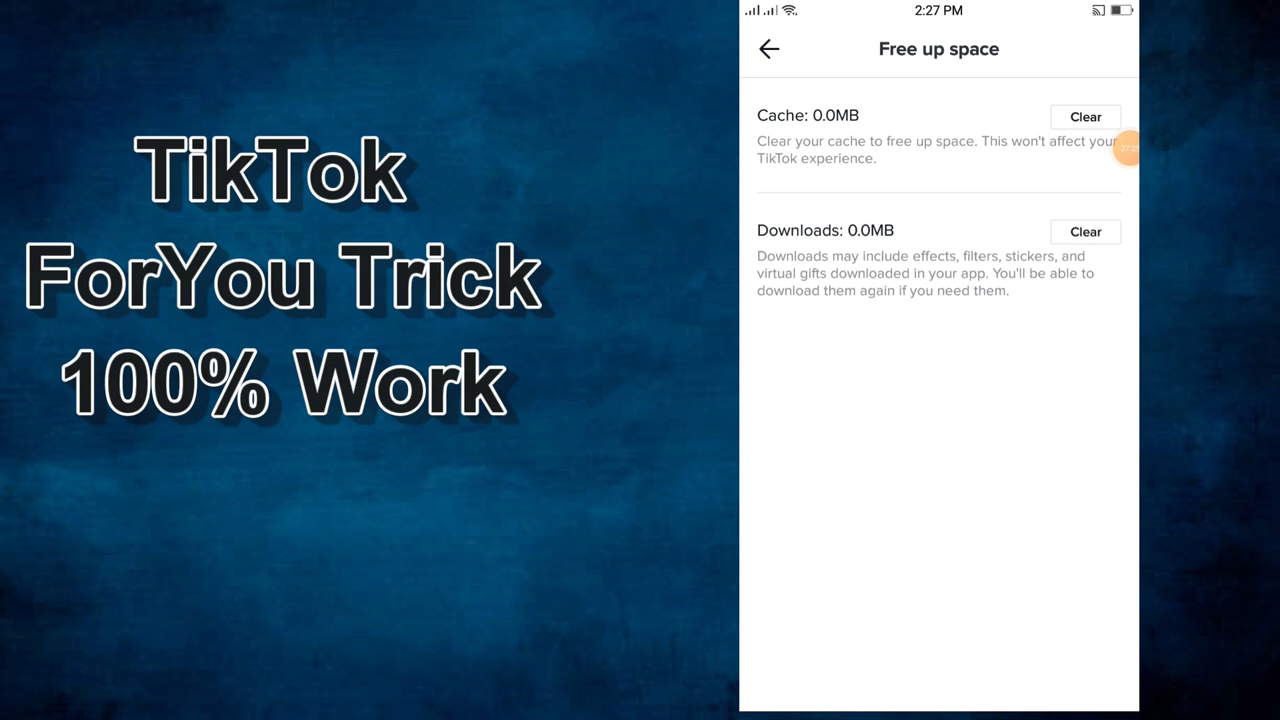 TikTok
ForYou Trick
100% Work
2:27 PM
Free up space
Cache: 0.0MB
Clear
Clear your cache to free up space. This won't affect your
TikTok experience.
Downloads: 0.0MB
Clear
Downloads may include effects, filters, stickers, and
virtual gifts downloaded in your app. You'll be able to
download them again if you need them.